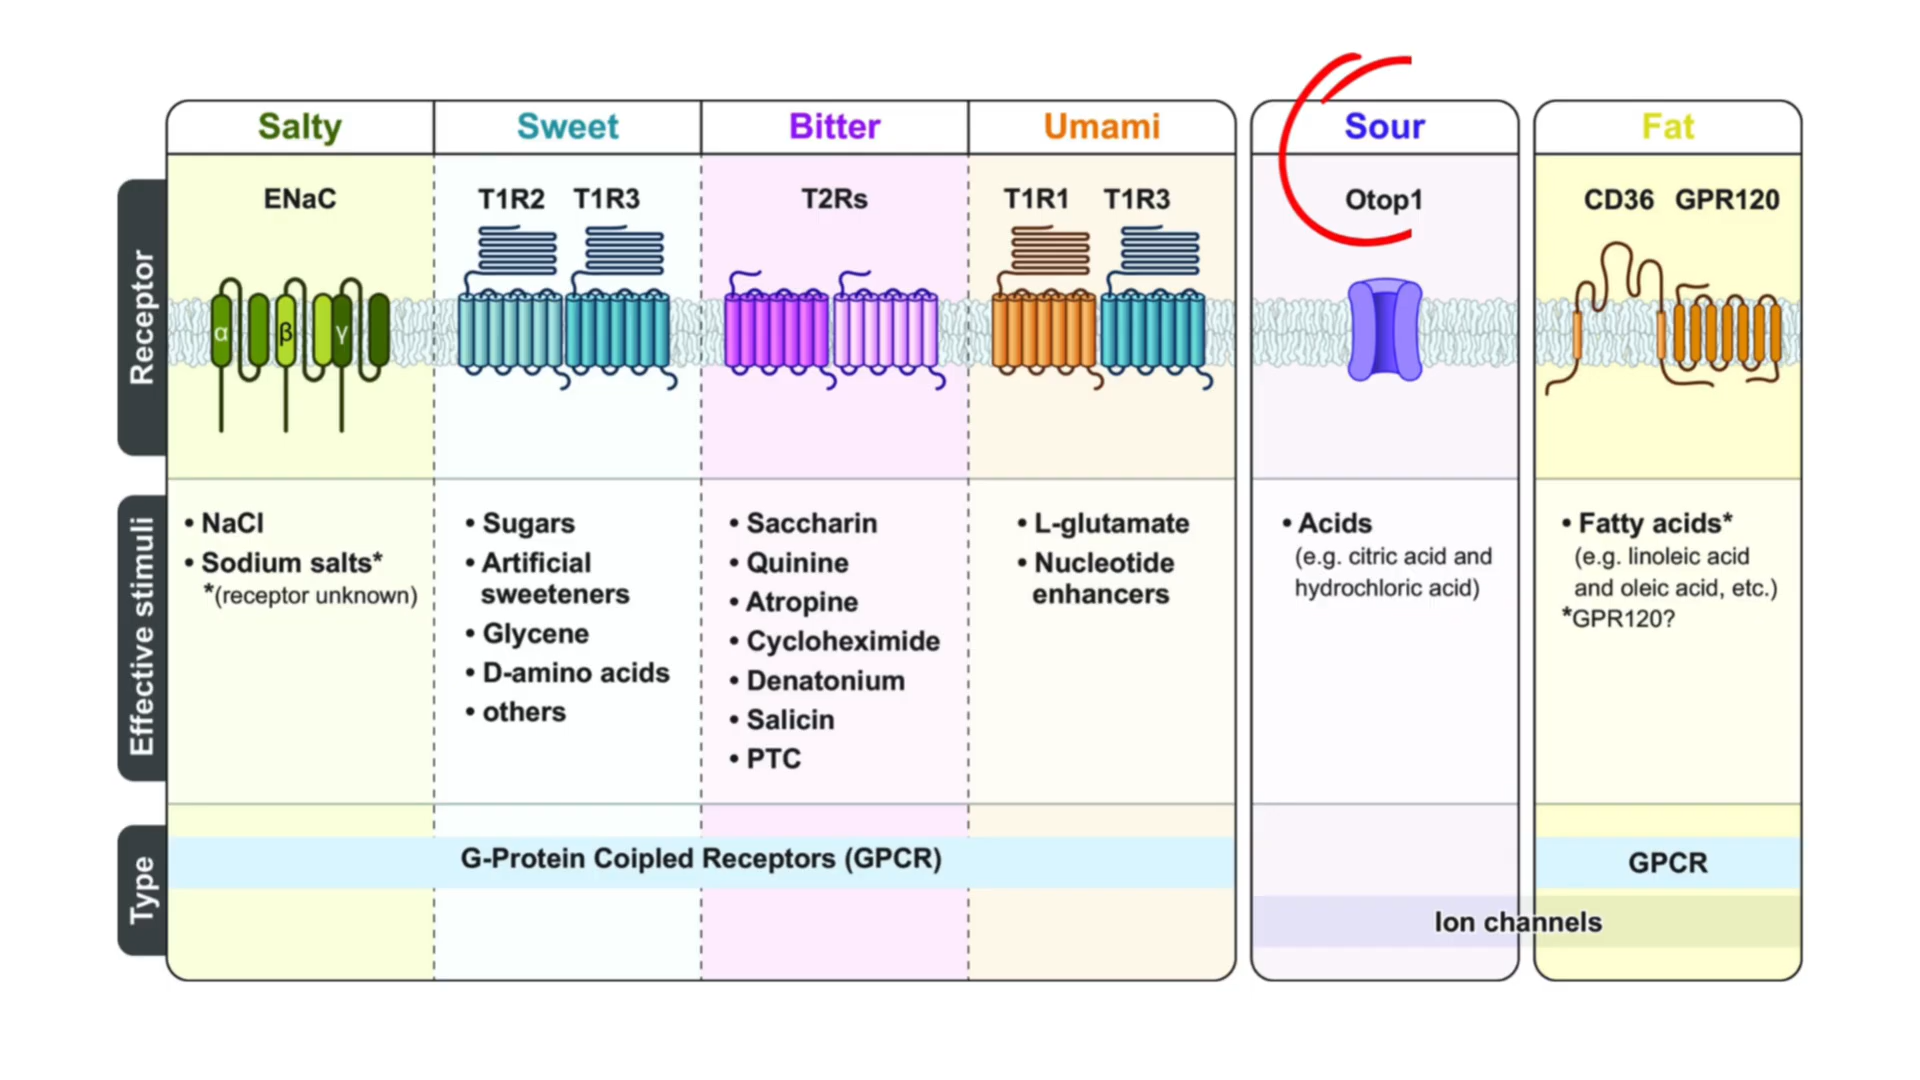 Salty
Sweet
Bitter
Umami
Sour
Fat
Receptor
ENaC
T1R2 T1R3
T2Rs
T1R1 T1R3
Otop1
CD36 GPR120
α
β
γ
Effective stimuli
• NaCl
• Sodium salts*
*(receptor unknown)
• Sugars
• Artificial
sweeteners
• Glycene
• D-amino acids
• others
• Saccharin
• Quinine
• Atropine
• Cycloheximide
• Denatonium
• Salicin
• PTC
• L-glutamate
• Nucleotide
enhancers
• Acids
(e.g. citric acid and
hydrochloric acid)
• Fatty acids*
(e.g. linoleic acid
and oleic acid, etc.)
*GPR120?
Type
G-Protein Coipled Receptors (GPCR)
GPCR
Ion channels